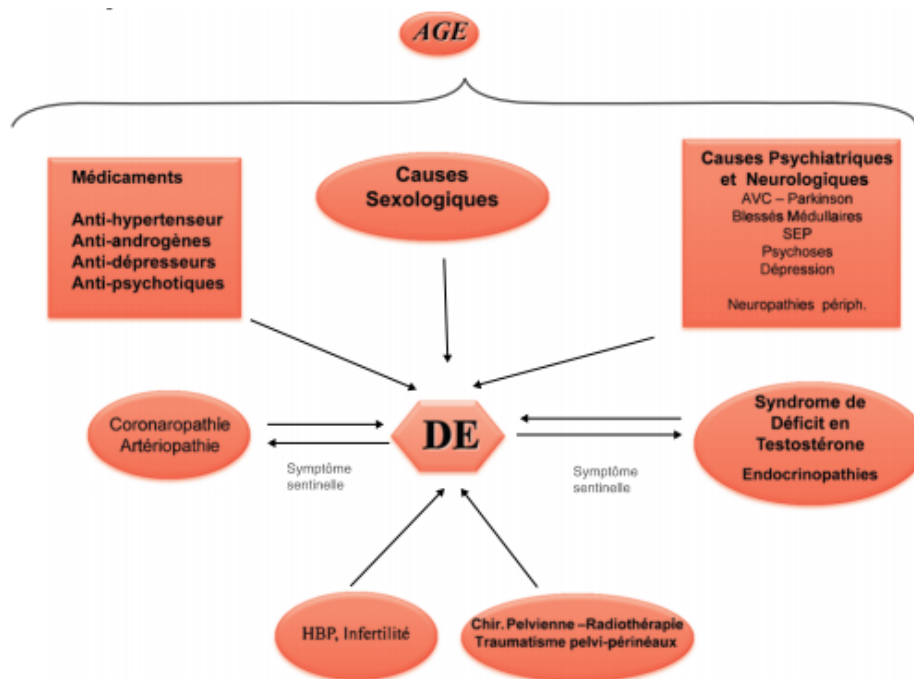 AGE
Médicaments
Anti-hypertenseur
Anti-androgènes
Anti-dépresseurs
Anti-psychotiques
Causes
Sexologiques
Causes Psychiatriques
et Neurologiques
AVC – Parkinson
Blessés Médullaires
SEP
Psychoses
Dépression
Neuropathies périph.
Coronaropathie
Artériopathie
Symptôme
sentinelle
DE
Symptôme
sentinelle
Syndrome de
Déficit en
Testostérone
Endocrinopathies
HBP, Infertilité
Chir. Pelvienne –Radiothérapie
Traumatisme pelvi-périnéaux